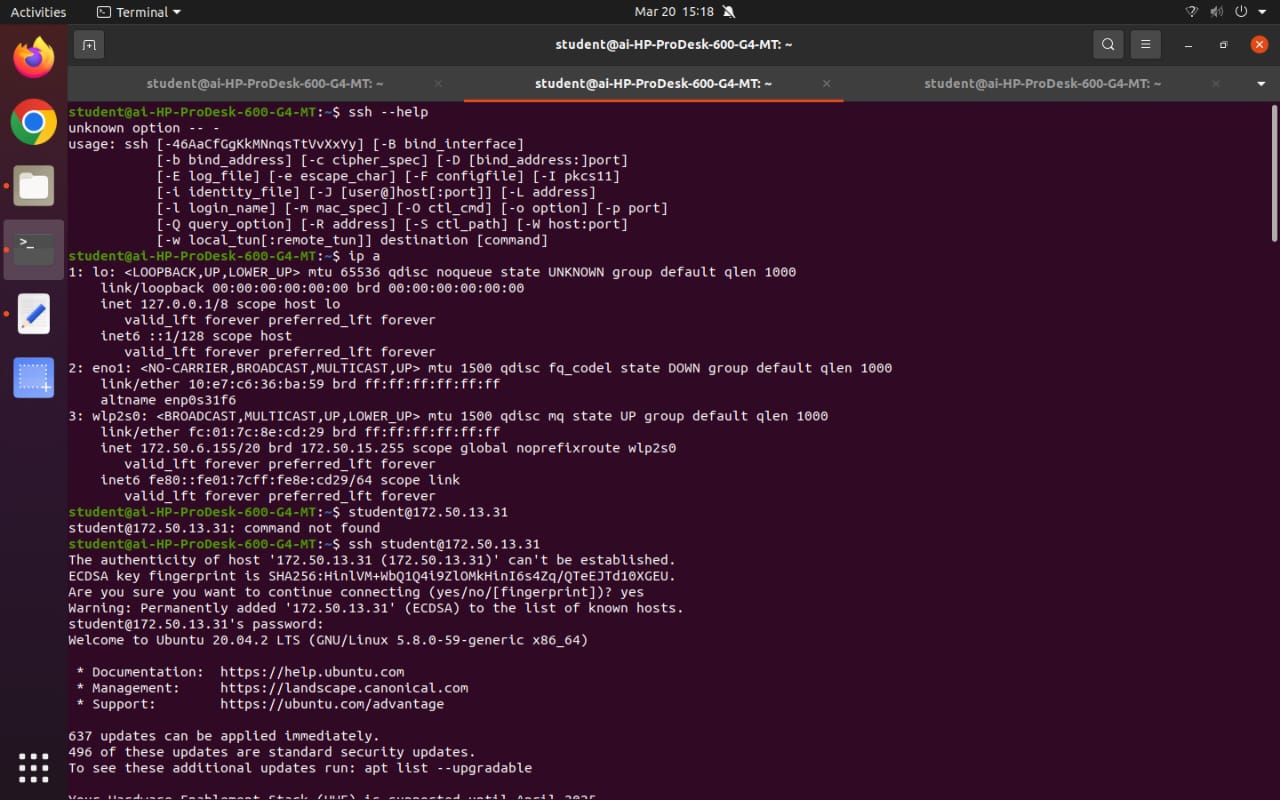 Activities
Terminal
Mar 20 15:18
student@ai-HP-ProDesk-600-G4-MT: ~
student@ai-HP-ProDesk-600-G4-MT: ~
student@ai-HP-ProDesk-600-G4-MT: ~
student@ai-HP-ProDesk-600-G4-MT: ~
student@ai-HP-ProDesk-600-G4-MT:~$ ssh --help
unknown option -- -
usage: ssh [-46AaCfGgKkMNnqsTtVvXxYy] [-B bind_interface]
           [-b bind_address] [-c cipher_spec] [-D [bind_address:]port]
           [-E log_file] [-e escape_char] [-F configfile] [-I pkcs11]
           [-i identity_file] [-J [user@]host[:port]] [-L address]
           [-l login_name] [-m mac_spec] [-O ctl_cmd] [-o option] [-p port]
           [-Q query_option] [-R address] [-S ctl_path] [-W host:port]
           [-w local_tun[:remote_tun]] destination [command]
student@ai-HP-ProDesk-600-G4-MT:~$ ip a
1: lo: <LOOPBACK,UP,LOWER_UP> mtu 65536 qdisc noqueue state UNKNOWN group default qlen 1000
    link/loopback 00:00:00:00:00:00 brd 00:00:00:00:00:00
    inet 127.0.0.1/8 scope host lo
       valid_lft forever preferred_lft forever
    inet6 ::1/128 scope host
       valid_lft forever preferred_lft forever
2: eno1: <NO-CARRIER,BROADCAST,MULTICAST,UP> mtu 1500 qdisc fq_codel state DOWN group default qlen 1000
    link/ether 10:e7:c6:36:ba:59 brd ff:ff:ff:ff:ff:ff
    altname enp0s31f6
3: wlp2s0: <BROADCAST,MULTICAST,UP,LOWER_UP> mtu 1500 qdisc mq state UP group default qlen 1000
    link/ether fc:01:7c:8e:cd:29 brd ff:ff:ff:ff:ff:ff
    inet 172.50.6.155/20 brd 172.50.15.255 scope global noprefixroute wlp2s0
       valid_lft forever preferred_lft forever
    inet6 fe80::fe01:7cff:fe8e:cd29/64 scope link
       valid_lft forever preferred_lft forever
student@ai-HP-ProDesk-600-G4-MT:~$ student@172.50.13.31
student@172.50.13.31: command not found
student@ai-HP-ProDesk-600-G4-MT:~$ ssh student@172.50.13.31
The authenticity of host '172.50.13.31 (172.50.13.31)' can't be established.
ECDSA key fingerprint is SHA256:HinlVM+WbQ1Q4i9ZlOMkHinI6s4Zq/QTeEJTd10XGEU.
Are you sure you want to continue connecting (yes/no/[fingerprint])? yes
Warning: Permanently added '172.50.13.31' (ECDSA) to the list of known hosts.
student@172.50.13.31's password:
Welcome to Ubuntu 20.04.2 LTS (GNU/Linux 5.8.0-59-generic x86_64)
 * Documentation:  https://help.ubuntu.com
 * Management:     https://landscape.canonical.com
 * Support:        https://ubuntu.com/advantage
637 updates can be applied immediately.
496 of these updates are standard security updates.
To see these additional updates run: apt list --upgradable
Your Hardware Enablement Stack (HWE) is supported until April 2025.